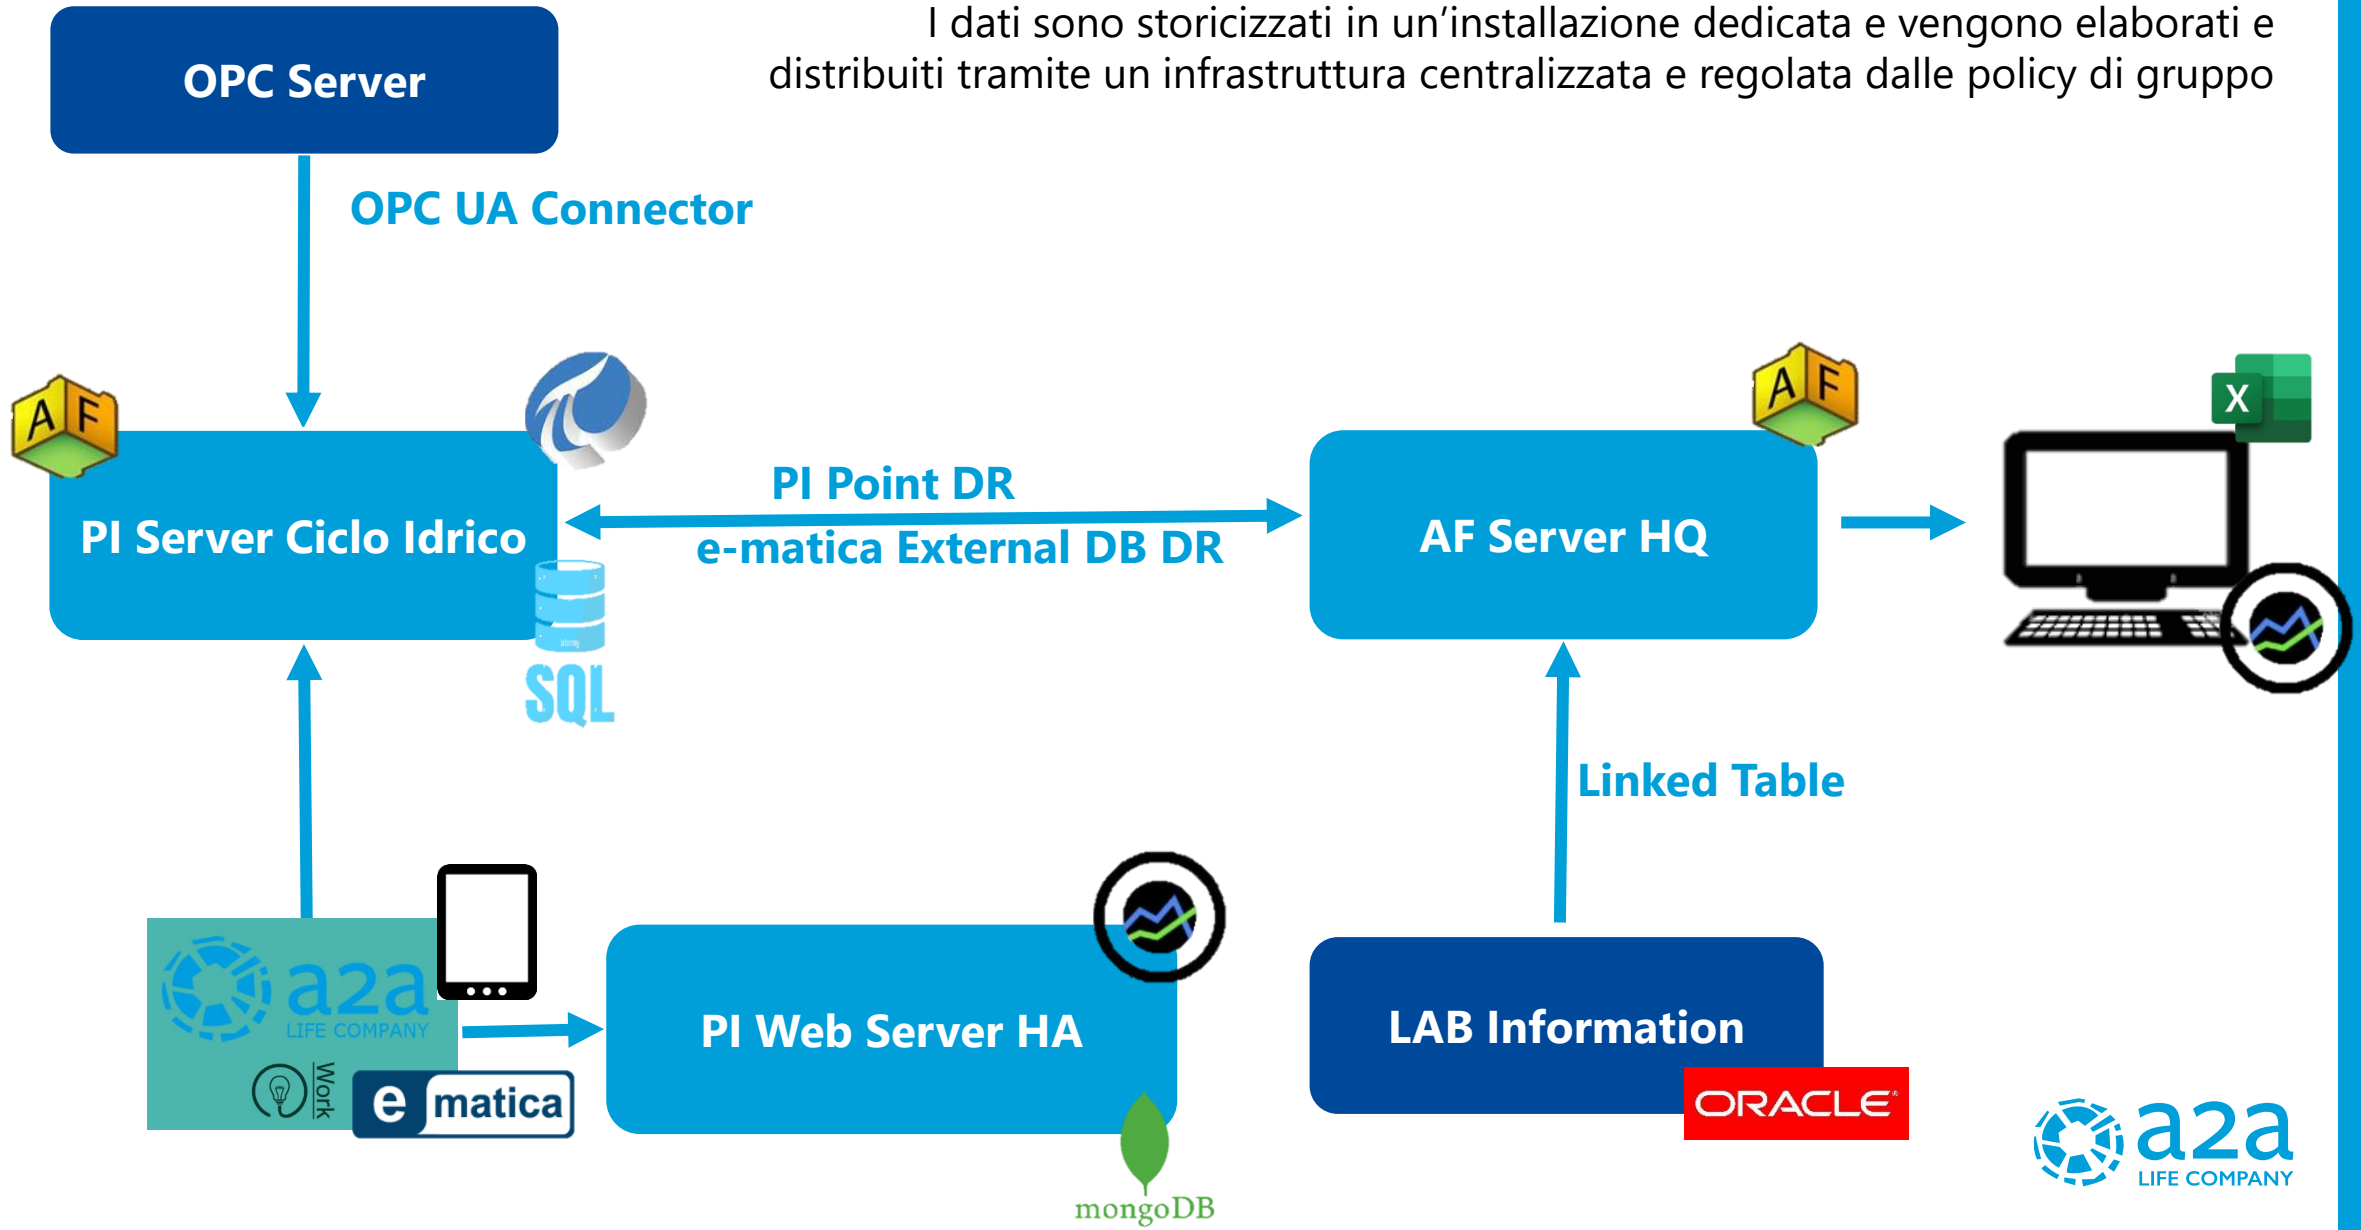 I dati sono storicizzati in un’installazione dedicata e vengono elaborati e
distribuiti tramite un infrastruttura centralizzata e regolata dalle policy di gruppo
OPC Server
OPC UA Connector
AF
PI Server Ciclo Idrico
SQL
PI Point DR
e-matica External DB DR
AF
AF Server HQ
X
Linked Table
a2a
LIFE COMPANY
Work
e matica
PI Web Server HA
mongoDB
LAB Information
ORACLE
a2a
LIFE COMPANY